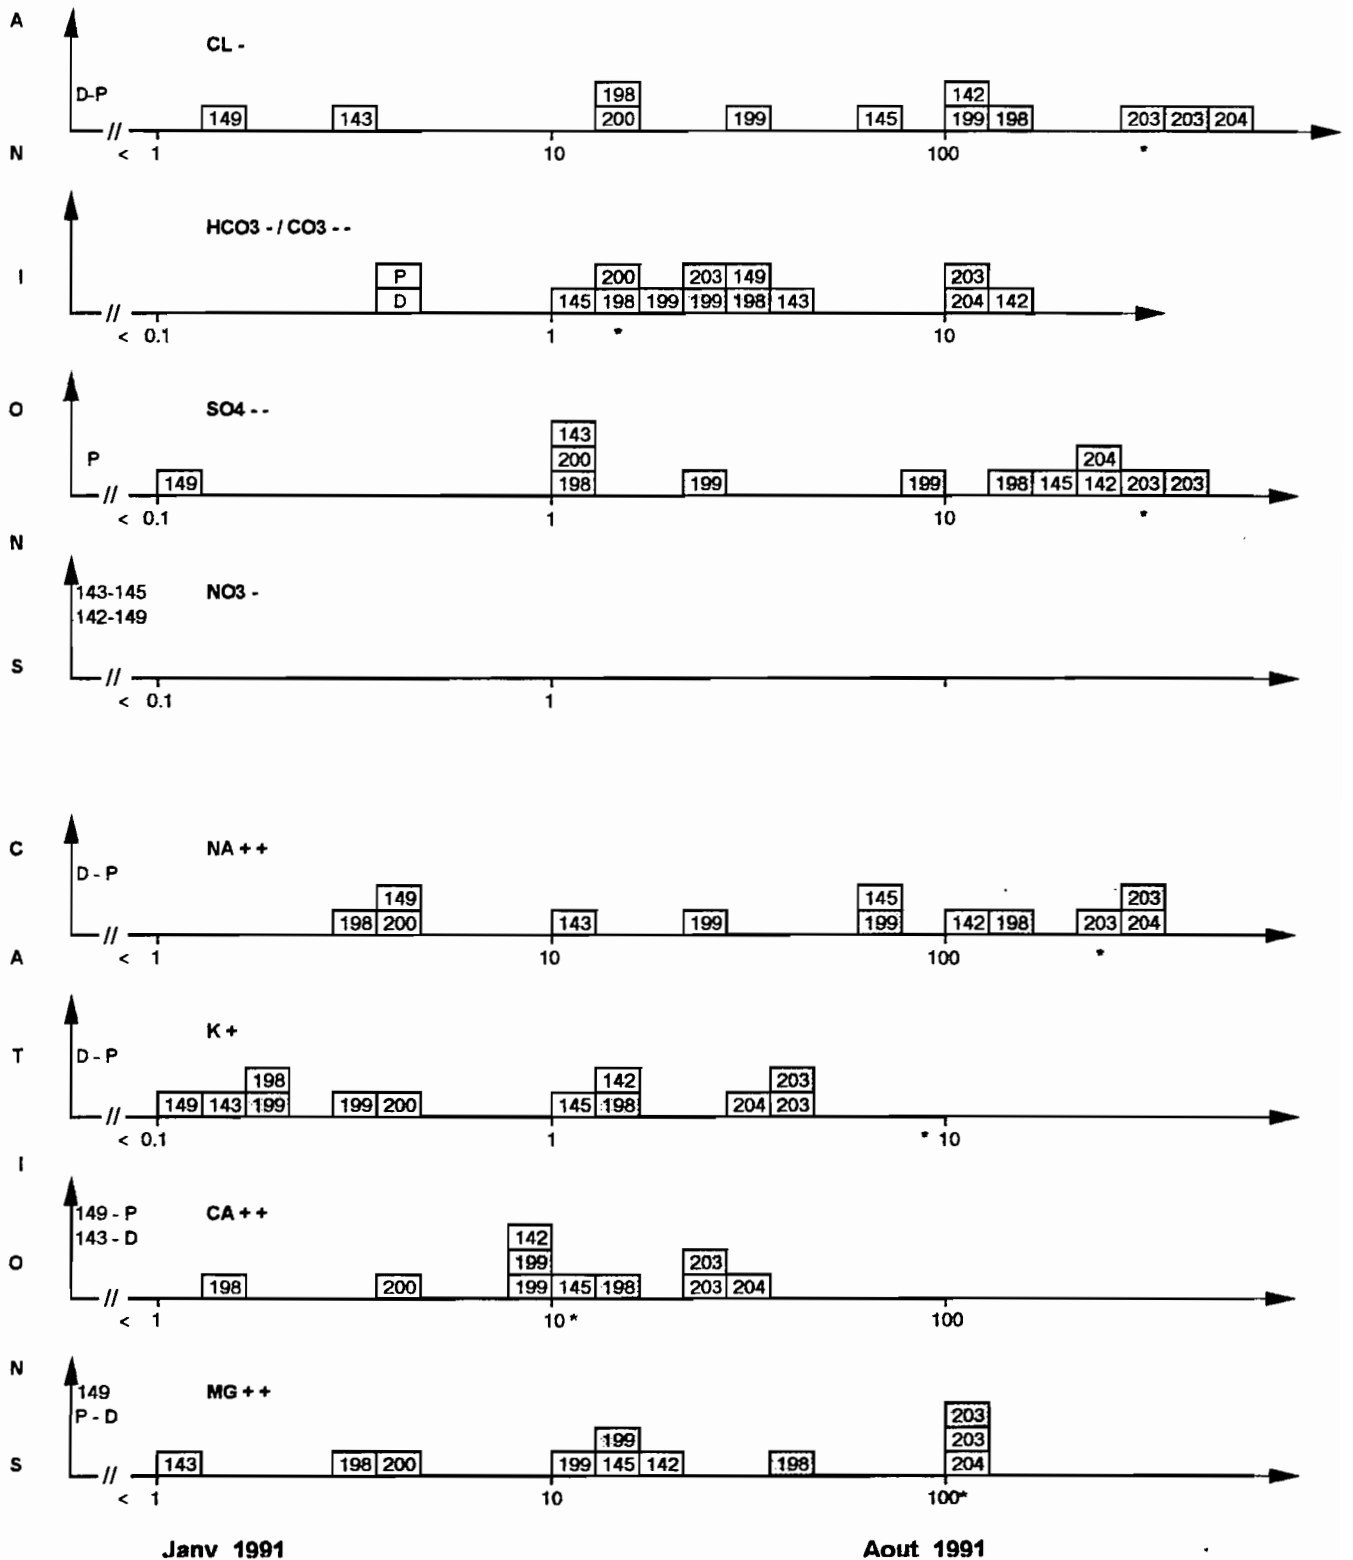 A
CL -
D-P
198 142
149 143 200 199 145 199 198 203 203 204
//
N < 1 10 100 *
HCO3 - / CO3 - -
I P 200 203 149 203
D 145 198 199 199 198 143 204 142
//
< 0.1 1 * 10
O SO4 - -
143
P 200 204
149 198 199 199 198 145 142 203 203
//
< 0.1 1 10 *
N
143-145 NO3 -
142-149
S //
< 0.1 1
C NA + +
D - P
149 145 203
198 200 143 199 199 142 198 203 204
//
A < 1 10 100 *
K +
T D - P
198 142 203
149 143 199 199 200 145 198 204 203
//
< 0.1 1 * 10
I
149 - P CA + +
143 - D 142
O 199 203
198 200 199 145 198 203 204
//
< 1 10 * 100
N
149 MG + +
P - D 203
199 203
S 143 198 200 199 145 142 198 204
//
< 1 10 100*
Janv 1991 Aout 1991